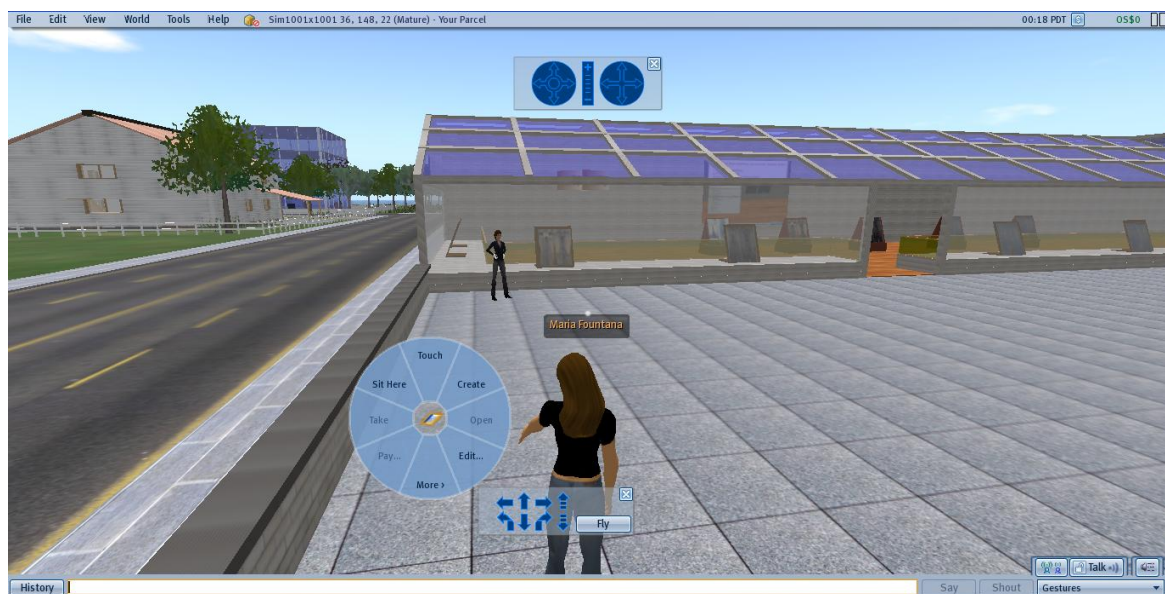 File Edit View World Tools Help Sim1001x1001 36, 148, 22 (Mature) - Your Parcel 00:18 PDT OS$0
Maria Fountana
Touch
Sit Here Create
Take Open
Pay... Edit...
More ›
Fly
Talk
History Say Shout Gestures